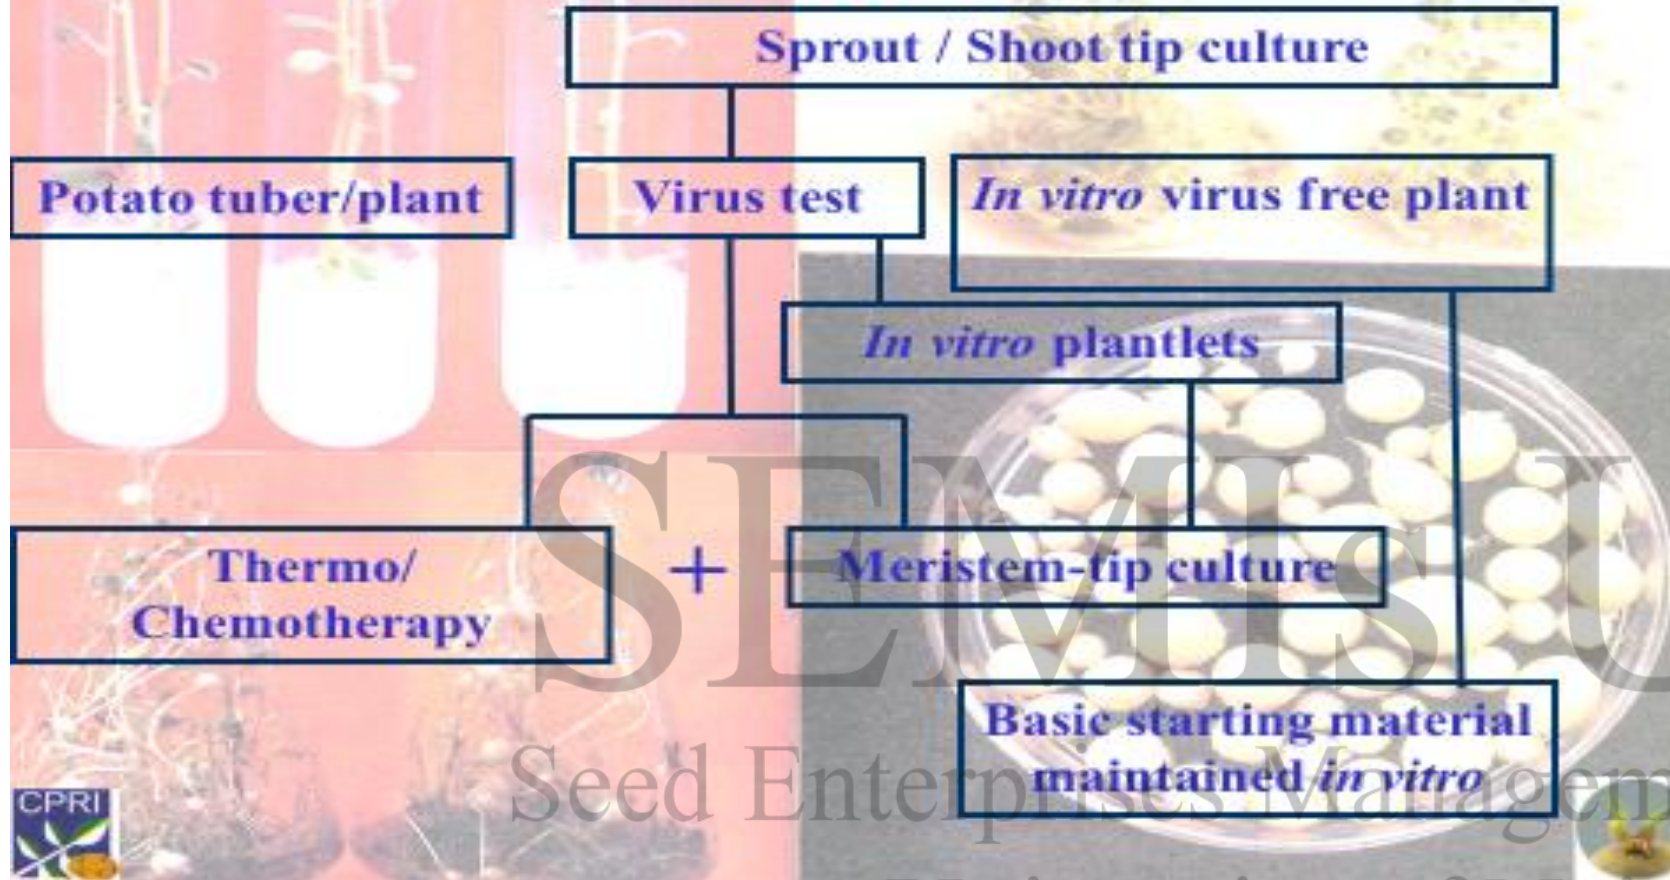 Sprout / Shoot tip culture
Potato tuber/plant
Virus test
In vitro virus free plant
In vitro plantlets
Thermo/
Chemotherapy
+
Meristem-tip culture
Basic starting material
maintained in vitro
SEMIs U
Seed Enterprises Managem
CPRI